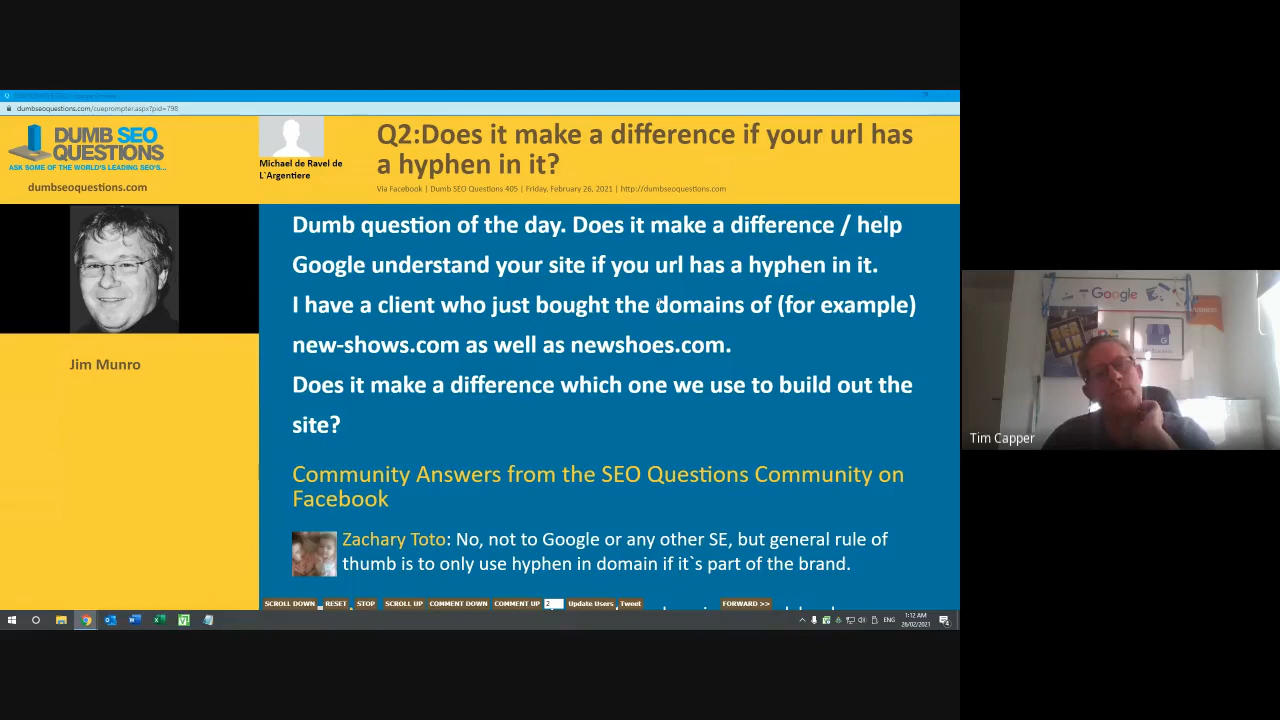 dumbseoquestions.com/cueprompter.aspx?pid=798
DUMB SEO
QUESTIONS
ASK SOME OF THE WORLD'S LEADING SEO'S...
dumbseoquestions.com
Michael de Ravel de
L`Argentiere
Q2:Does it make a difference if your url has
a hyphen in it?
Via Facebook | Dumb SEO Questions 405 | Friday, February 26, 2021 | http://dumbseoquestions.com
Jim Munro
Dumb question of the day. Does it make a difference / help
Google understand your site if you url has a hyphen in it.
I have a client who just bought the domains of (for example)
new-shows.com as well as newshoes.com.
Does it make a difference which one we use to build out the
site?
Community Answers from the SEO Questions Community on
Facebook
Zachary Toto: No, not to Google or any other SE, but general rule of
thumb is to only use hyphen in domain if it`s part of the brand.
SCROLL DOWN RESET STOP SCROLL UP COMMENT DOWN COMMENT UP 2 Update Users Tweet FORWARD >>
ENG
1:12 AM
26/02/2021
Google
Tim Capper